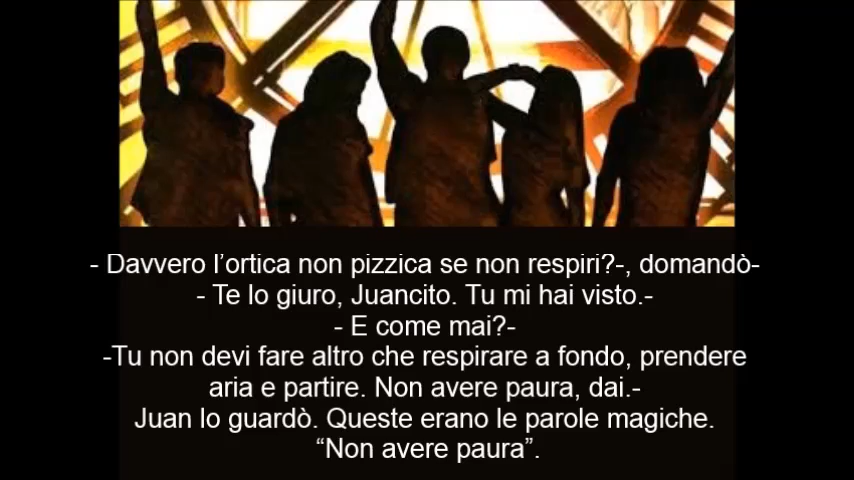 - Davvero l’ortica non pizzica se non respiri?-, domandò-
- Te lo giuro, Juancito. Tu mi hai visto.-
- E come mai?-
-Tu non devi fare altro che respirare a fondo, prendere
aria e partire. Non avere paura, dai.-
Juan lo guardò. Queste erano le parole magiche.
“Non avere paura”.